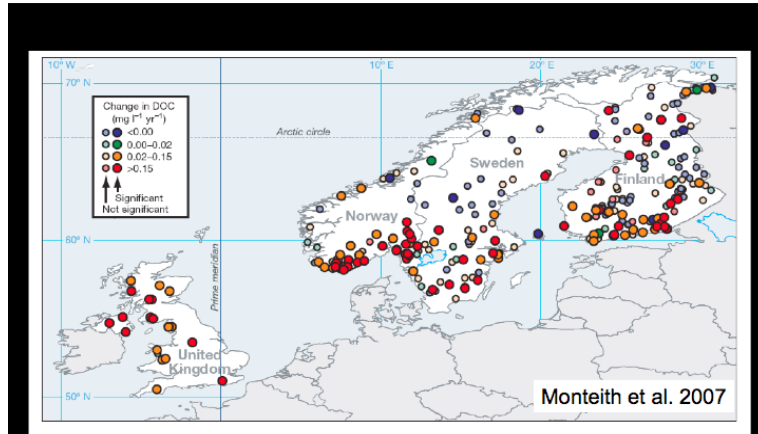 10° W
10° E
20° E
30° E
70° N
Change in DOC
(mg l⁻¹ yr⁻¹)
<0.00
0.00–0.02
0.02–0.15
>0.15
Significant
Not significant
Arctic circle
Sweden
Finland
Norway
60° N
Prime meridian
United
Kingdom
50° N
Monteith et al. 2007